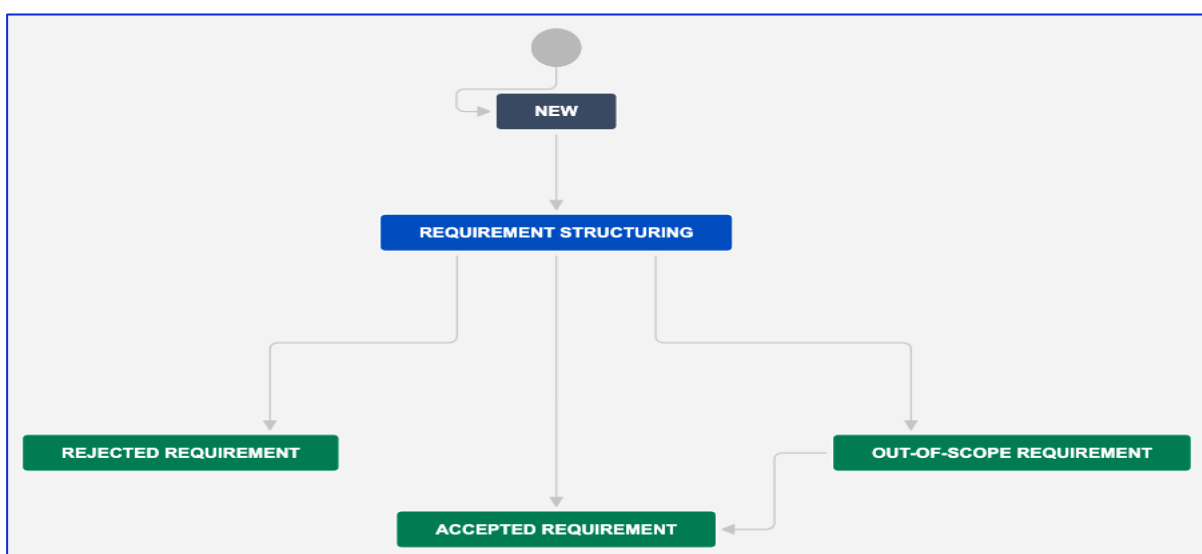 NEW
REQUIREMENT STRUCTURING
REJECTED REQUIREMENT
OUT-OF-SCOPE REQUIREMENT
ACCEPTED REQUIREMENT